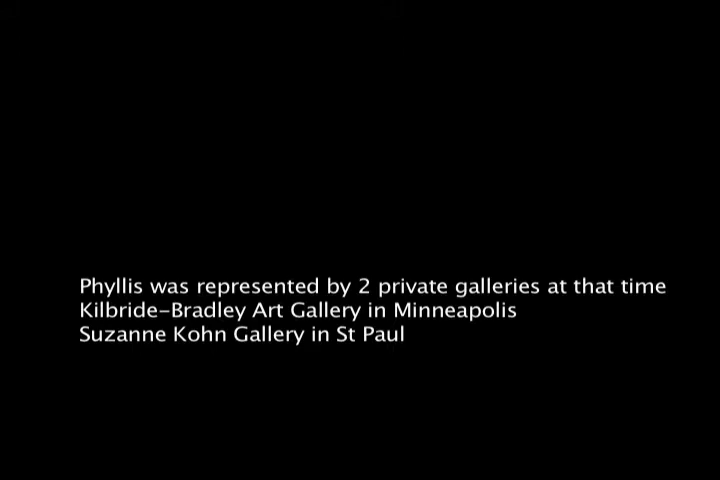 Phyllis was represented by 2 private galleries at that time
Kilbride-Bradley Art Gallery in Minneapolis
Suzanne Kohn Gallery in St Paul